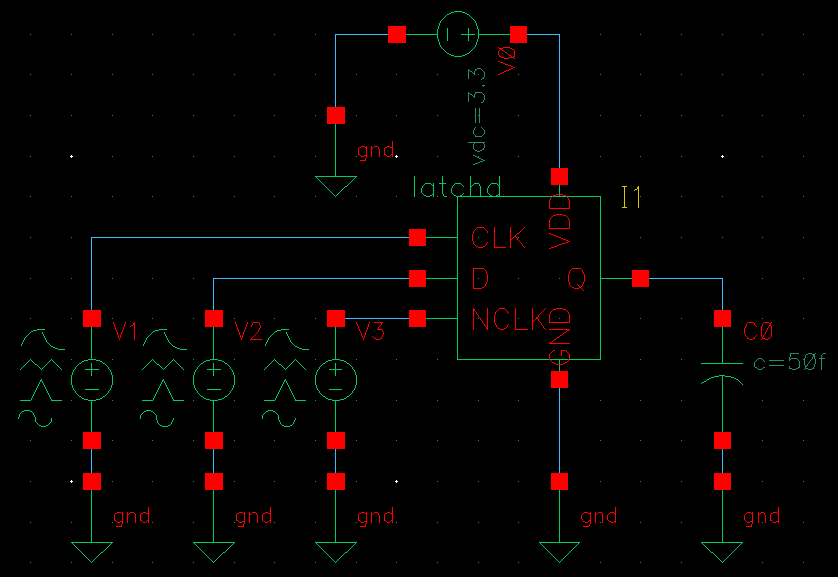 V0
vdc=3.3
gnd
latchd
I1
VDD
CLK
D
Q
NCLK
GND
V1
V2
V3
C0
c=50f
gnd
gnd
gnd
gnd
gnd